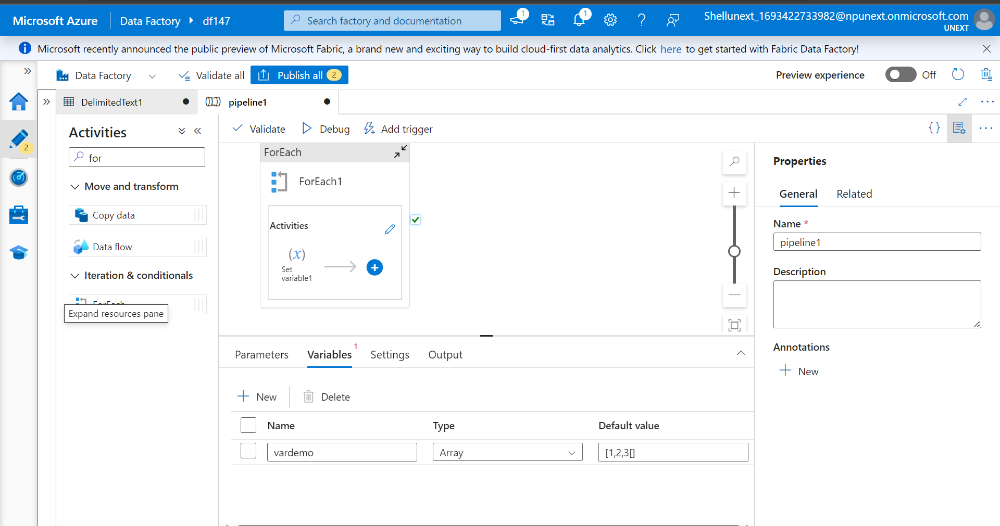 Microsoft Azure
Data Factory
df147
Search factory and documentation
1
1
Shellunext_1693422733982@npunext.onmicrosoft.com
UNEXT
Microsoft recently announced the public preview of Microsoft Fabric, a brand new and exciting way to build cloud-first data analytics. Click here to get started with Fabric Data Factory!
Data Factory
Validate all
Publish all 2
Preview experience
Off
DelimitedText1
pipeline1
2
Activities
for
Move and transform
Copy data
Data flow
Iteration & conditionals
ForEach
Expand resources pane
Validate
Debug
Add trigger
ForEach
ForEach1
Activities
(x)
Set
variable1
Parameters
Variables 1
Settings
Output
New
Delete
Name
Type
Default value
vardemo
Array
[1,2,3[]
Properties
General
Related
Name *
pipeline1
Description
Annotations
New